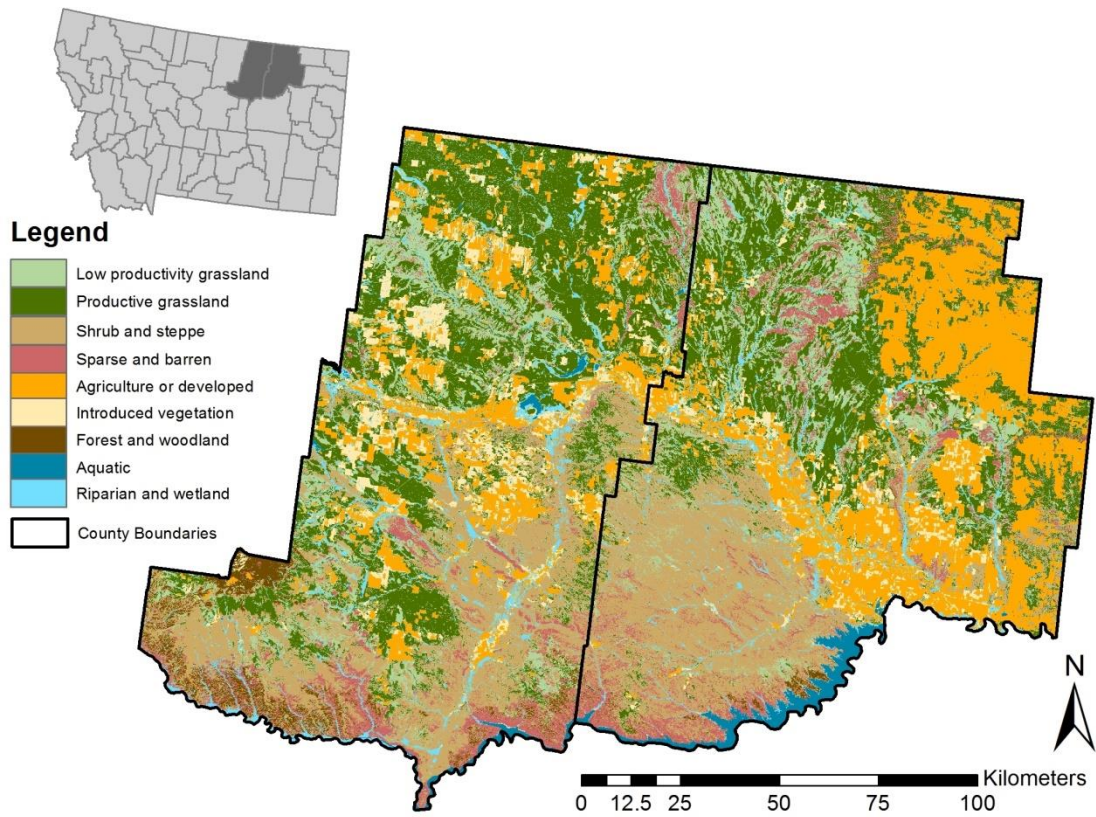 Legend
Low productivity grassland
Productive grassland
Shrub and steppe
Sparse and barren
Agriculture or developed
Introduced vegetation
Forest and woodland
Aquatic
Riparian and wetland
County Boundaries
N
Kilometers
0 12.5 25 50 75 100